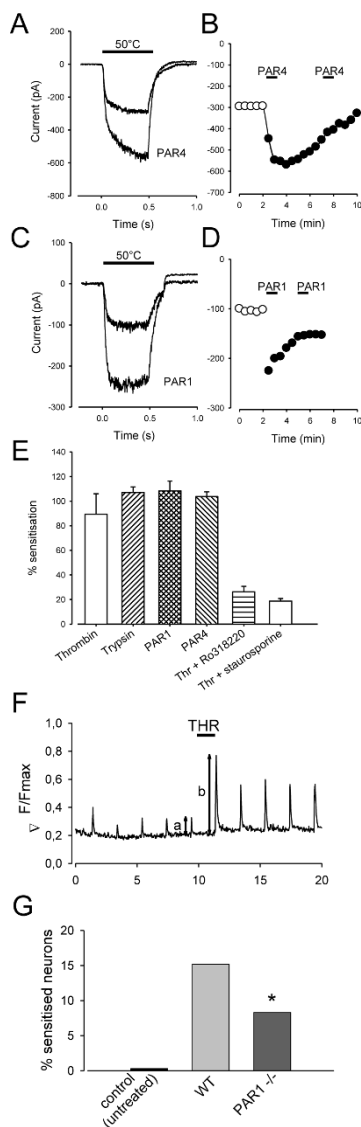 A
50°C
0
-200
-400
-600
Current (pA)
PAR4
0.0
0.5
1.0
Time (s)
B
-200
-300
-400
-500
-600
-700
PAR4
PAR4
0
2
4
6
8
10
Time (min)
C
50°C
100
0
-100
-200
-300
Current (pA)
PAR1
0.0
0.5
1.0
Time (s)
D
0
-100
-200
-300
PAR1
PAR1
0
2
4
6
8
10
Time (min)
E
140
120
100
80
60
40
20
0
% sensitisation
Thrombin
Trypsin
PAR1
PAR4
Thr + Ro318220
Thr + staurosporine
F
THR
1,0
0,8
0,6
0,4
0,2
0,0
∇ F/Fmax
a
b
0
5
10
15
20
G
20
15
10
5
0
% sensitised neurons
*
control
(untreated)
WT
PAR1 -/-